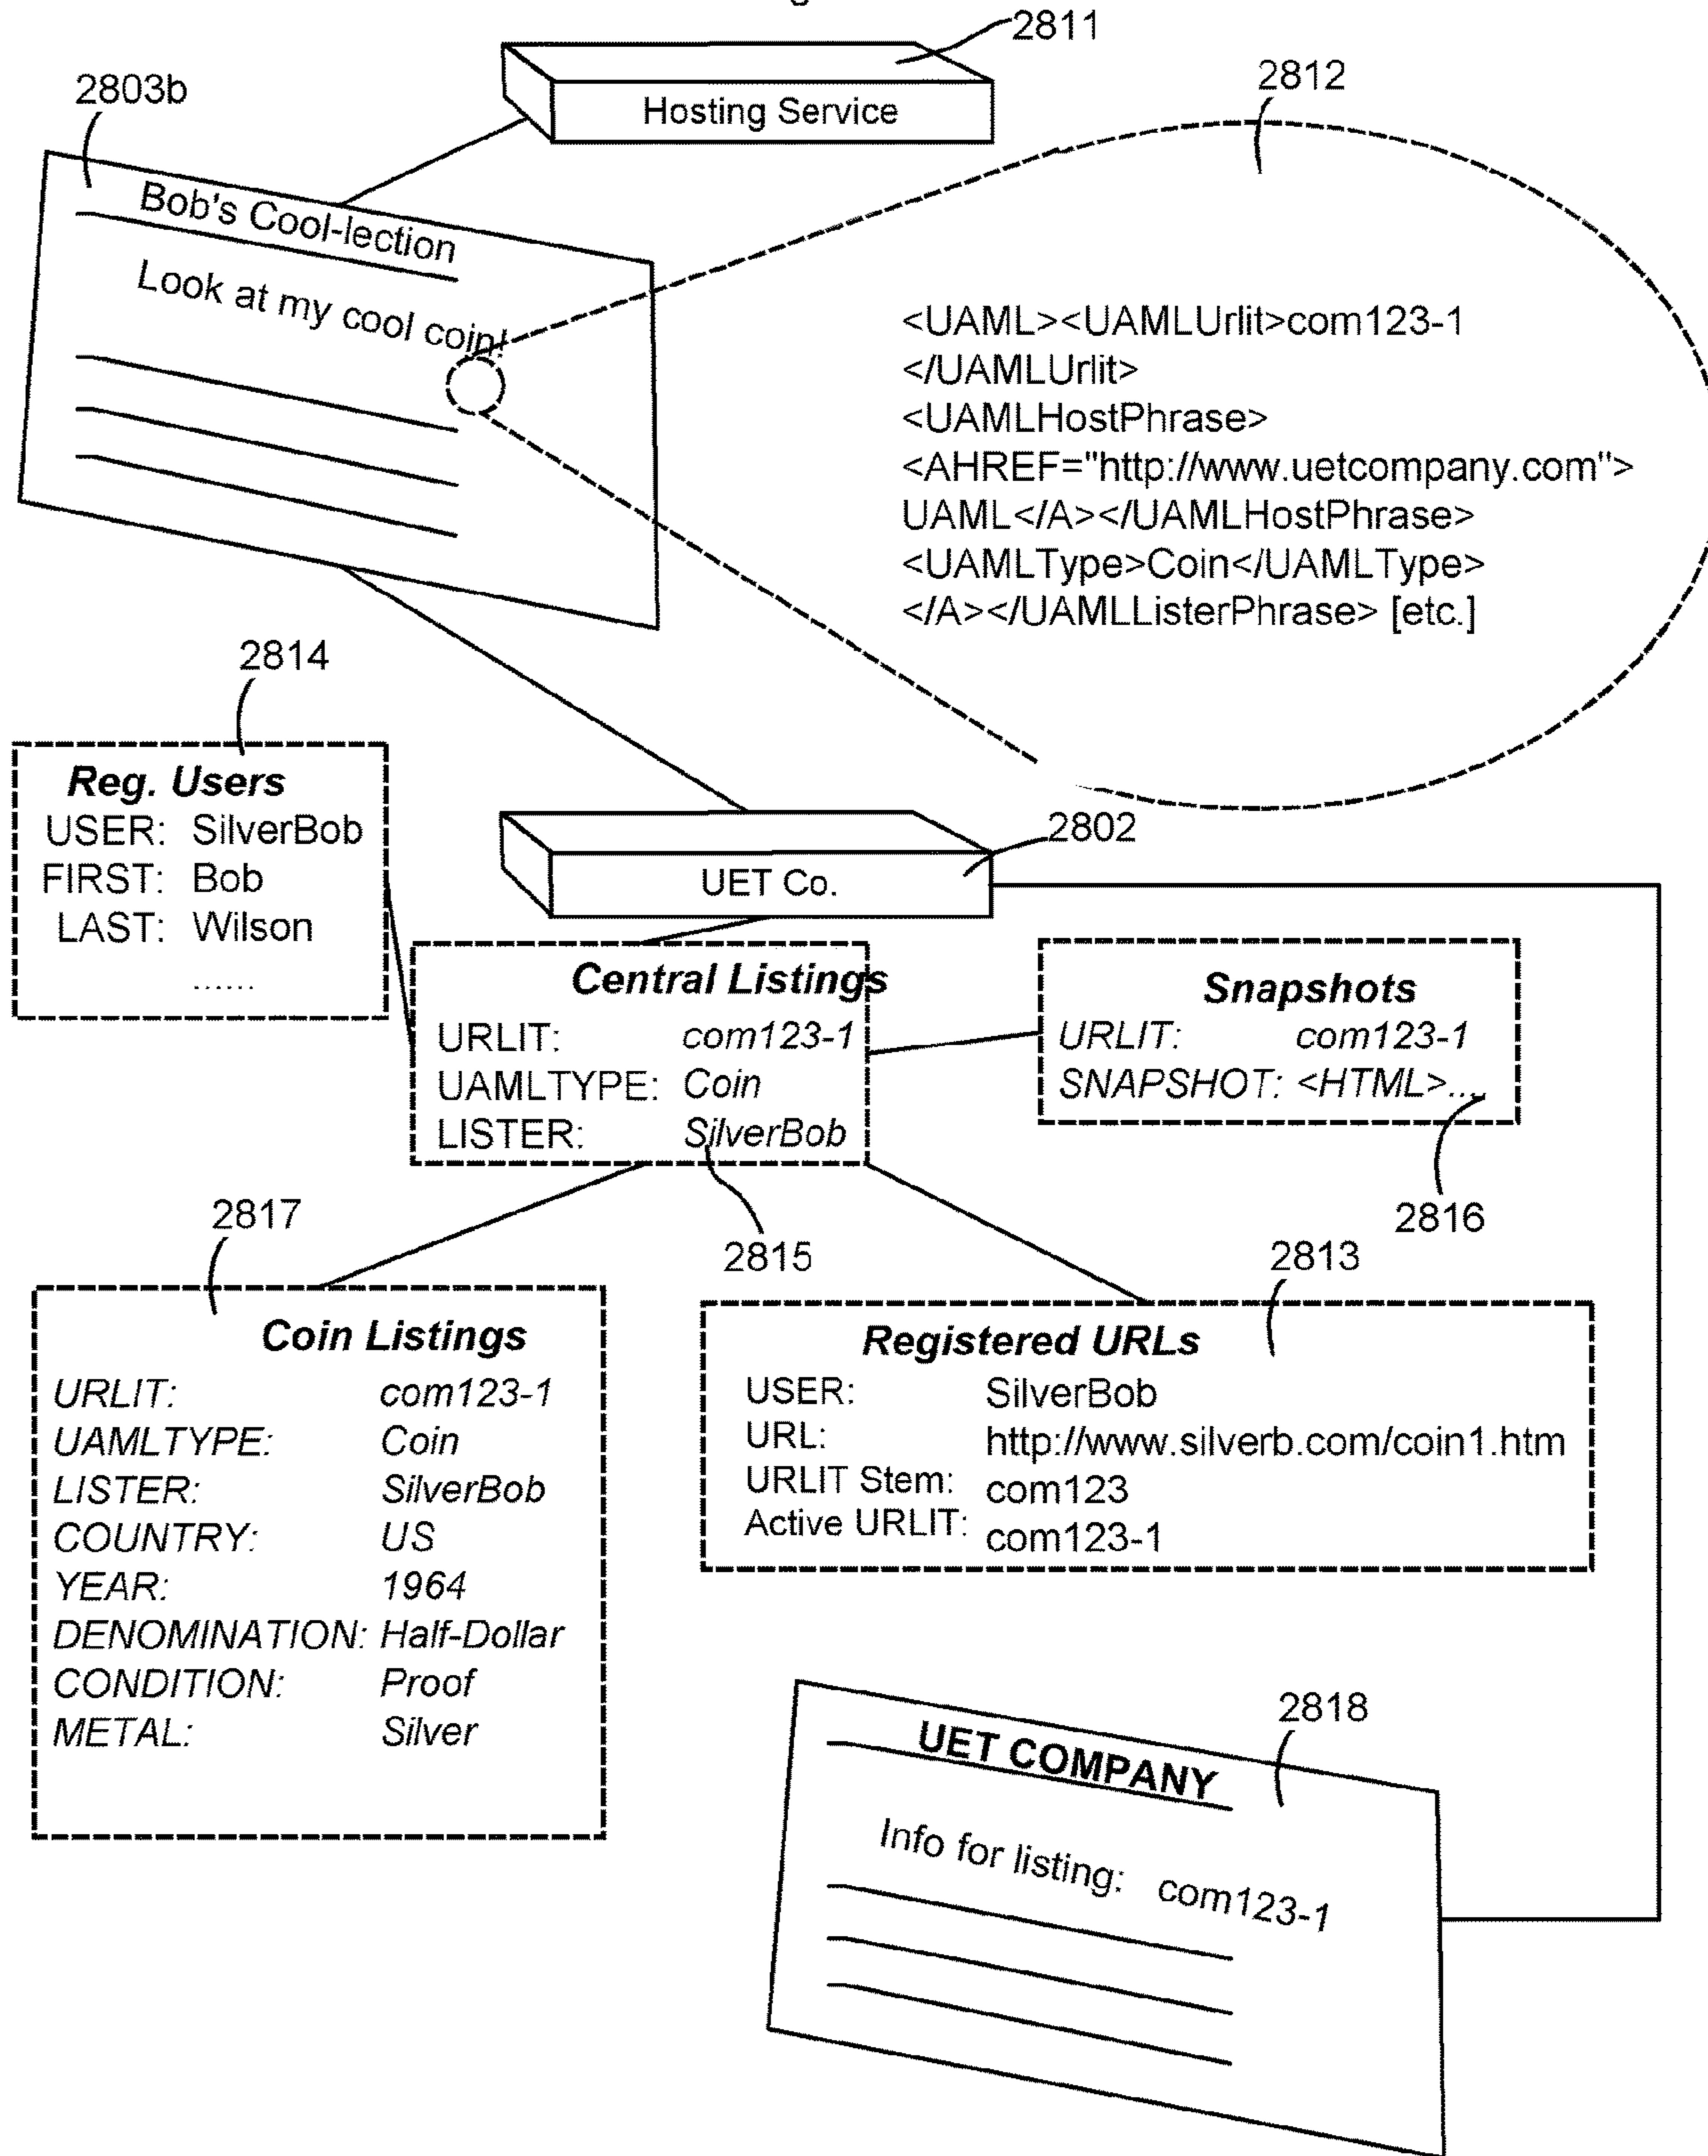 2811
Hosting Service
2803b
2812
Bob's Cool-lection
Look at my cool coin!
<UAML><UAMLUrlit>com123-1
</UAMLUrlit>
<UAMLHostPhrase>
<AHREF="http://www.uetcompany.com">
UAML</A></UAMLHostPhrase>
<UAMLType>Coin</UAMLType>
</A></UAMLListerPhrase> [etc.]
2814
Reg. Users
USER: SilverBob
FIRST: Bob
LAST: Wilson
......
2802
UET Co.
Central Listings
URLIT: com123-1
UAMLTYPE: Coin
LISTER: SilverBob
2815
Snapshots
URLIT: com123-1
SNAPSHOT: <HTML>....
2816
2817
Coin Listings
URLIT: com123-1
UAMLTYPE: Coin
LISTER: SilverBob
COUNTRY: US
YEAR: 1964
DENOMINATION: Half-Dollar
CONDITION: Proof
METAL: Silver
2813
Registered URLs
USER: SilverBob
URL: http://www.silverb.com/coin1.htm
URLIT Stem: com123
Active URLIT: com123-1
2818
UET COMPANY
Info for listing: com123-1